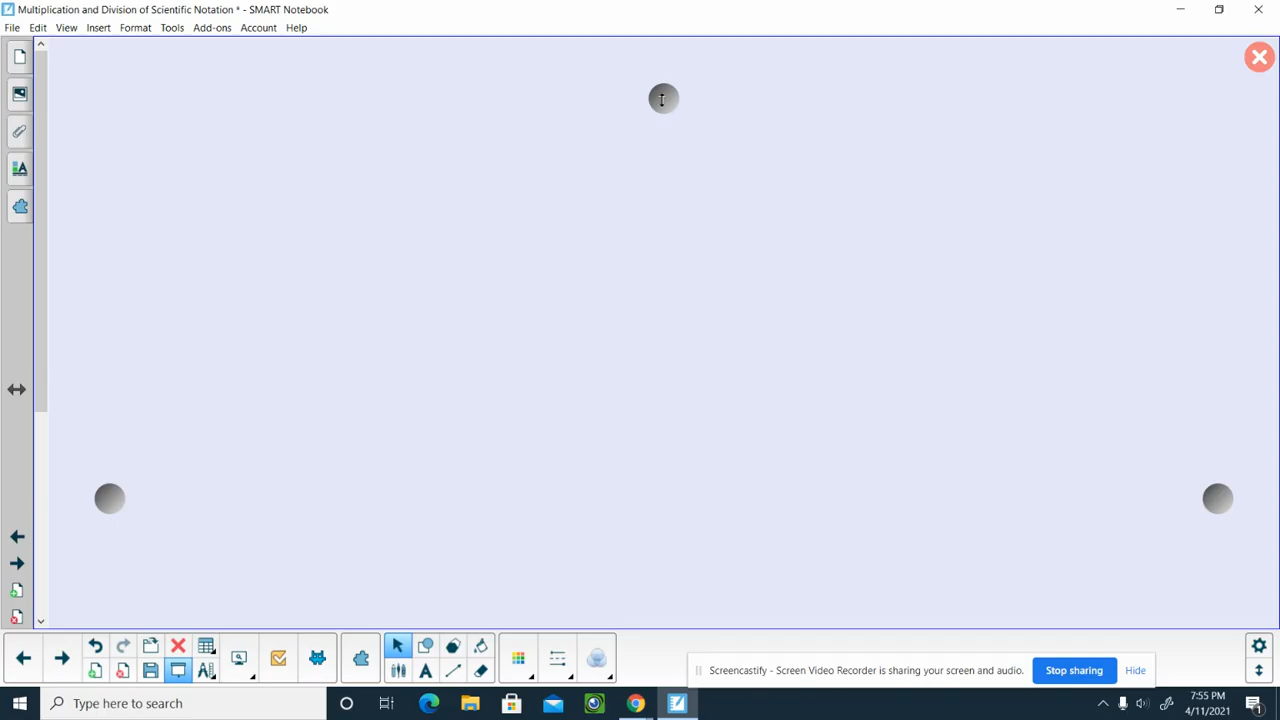 Multiplication and Division of Scientific Notation * - SMART Notebook
File Edit View Insert Format Tools Add-ons Account Help
Screencastify - Screen Video Recorder is sharing your screen and audio. Stop sharing Hide
Type here to search
7:55 PM
4/11/2021
1